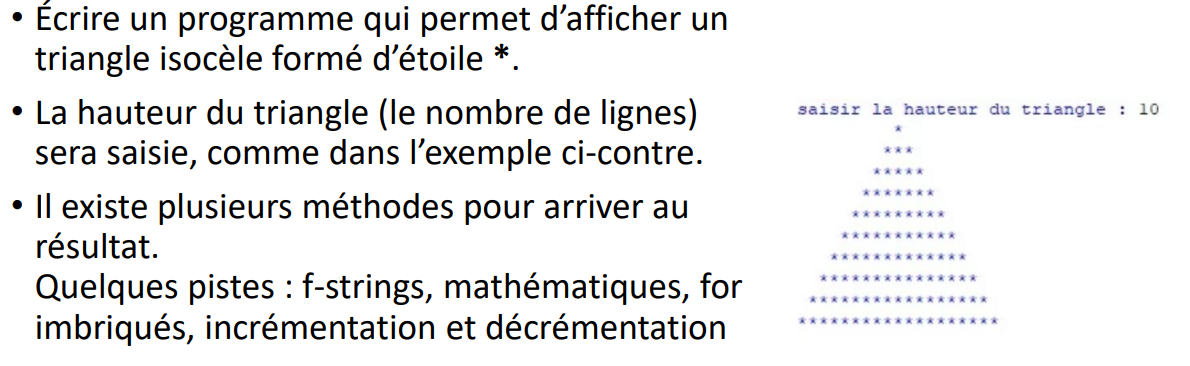 • Écrire un programme qui permet d’afficher un
triangle isocèle formé d’étoile *.
• La hauteur du triangle (le nombre de lignes)
sera saisie, comme dans l’exemple ci-contre.
• Il existe plusieurs méthodes pour arriver au
résultat.
Quelques pistes : f-strings, mathématiques, for
imbriqués, incrémentation et décrémentation
saisir la hauteur du triangle : 10
         *
        ***
       *****
      *******
     *********
    ***********
   *************
  ***************
 *****************
*******************